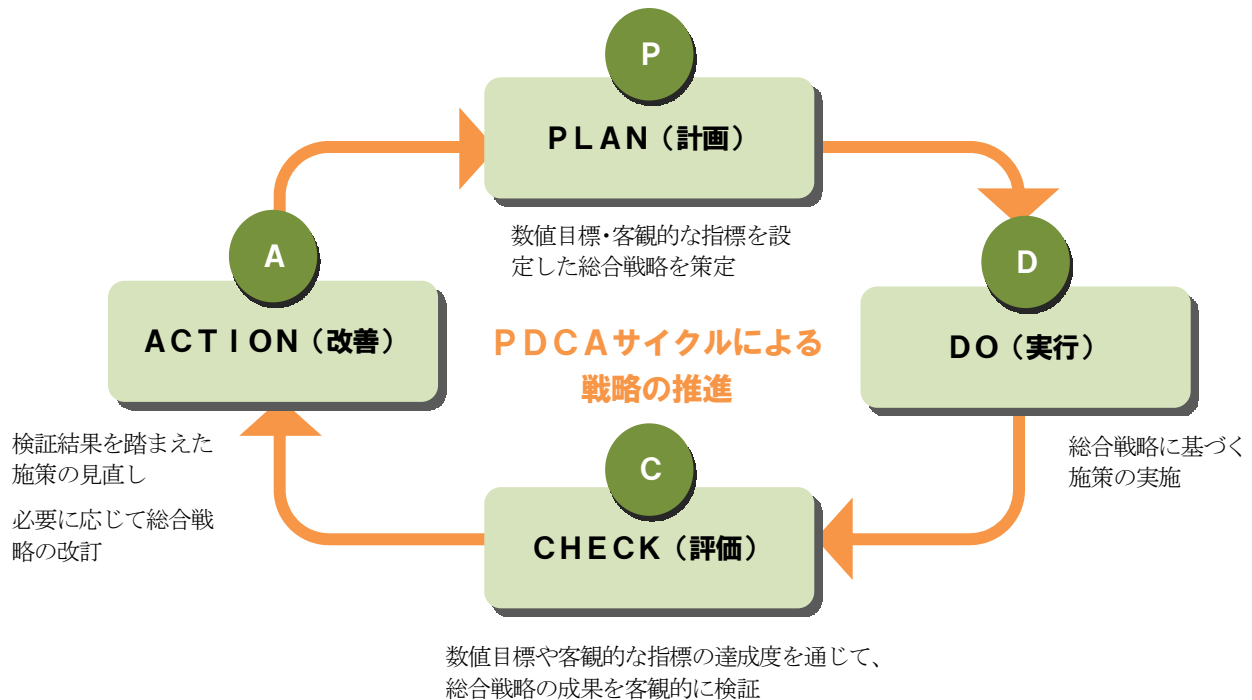 P
PLAN（計画）
数値目標・客観的な指標を設
定した総合戦略を策定
D
DO（実行）
総合戦略に基づく
施策の実施
C
CHECK（評価）
数値目標や客観的な指標の達成度を通じて、
総合戦略の成果を客観的に検証
A
ACTION（改善）
検証結果を踏まえた
施策の見直し
必要に応じて総合戦
略の改訂
PDCAサイクルによる
戦略の推進